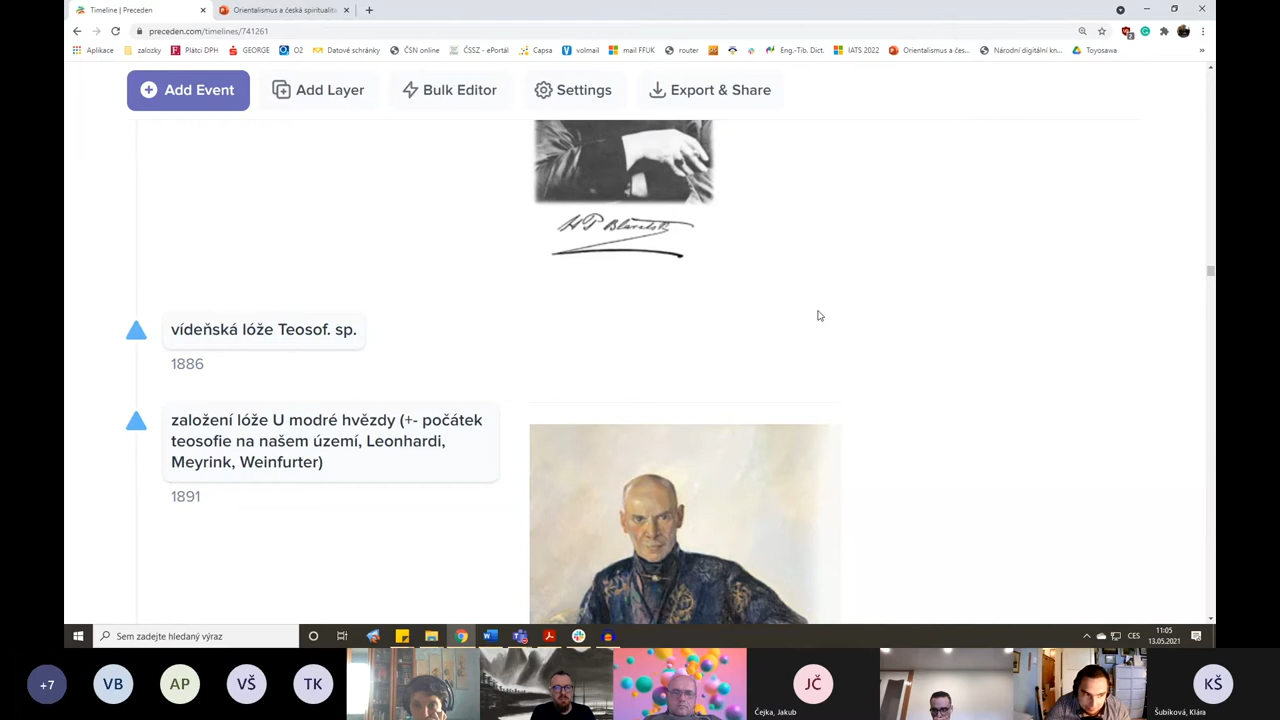 Timeline | Preceden
Orientalismus a česká spiritualit
preceden.com/timelines/741261
Aplikace
zalozky
Plátci DPH
GEORGE
O2
Datové schránky
ČSN online
ČSSZ - ePortál
Capsa
volmail
mail FFUK
router
Eng.-Tib. Dict.
IATS 2022
Orientalismus a čes...
Národní digitální kn...
Toyosawa
Add Event
Add Layer
Bulk Editor
Settings
Export & Share
vídeňská lóže Teosof. sp.
1886
založení lóže U modré hvězdy (+- počátek
teosofie na našem území, Leonhardi,
Meyrink, Weinfurter)
1891
Sem zadejte hledaný výraz
CES
11:05
13.05.2021
+7
VB
AP
VŠ
TK
JČ
KŠ
Čejka, Jakub
Šubíková, Klára